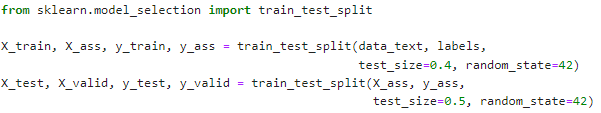 from sklearn.model_selection import train_test_split
X_train, X_ass, y_train, y_ass = train_test_split(data_text, labels,
test_size=0.4, random_state=42)
X_test, X_valid, y_test, y_valid = train_test_split(X_ass, y_ass,
test_size=0.5, random_state=42)